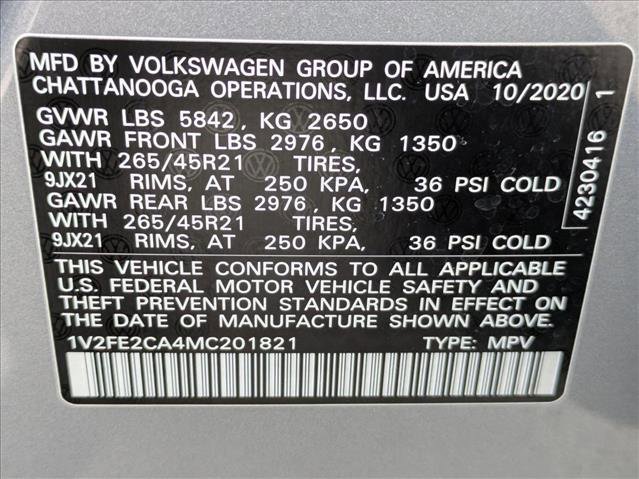 MFD BY VOLKSWAGEN GROUP OF AMERICA
CHATTANOOGA OPERATIONS, LLC. USA 10/2020
GVWR LBS 5842, KG 2650
GAWR FRONT LBS 2976, KG 1350
WITH 265/45R21 TIRES,
9JX21 RIMS, AT 250 KPA, 36 PSI COLD
GAWR REAR LBS 2976, KG 1350
WITH 265/45R21 TIRES,
9JX21 RIMS, AT 250 KPA, 36 PSI COLD
4230416 1
THIS VEHICLE CONFORMS TO ALL APPLICABLE
U.S. FEDERAL MOTOR VEHICLE SAFETY AND
THEFT PREVENTION STANDARDS IN EFFECT ON
THE DATE OF MANUFACTURE SHOWN ABOVE.
1V2FE2CA4MC201821 TYPE: MPV